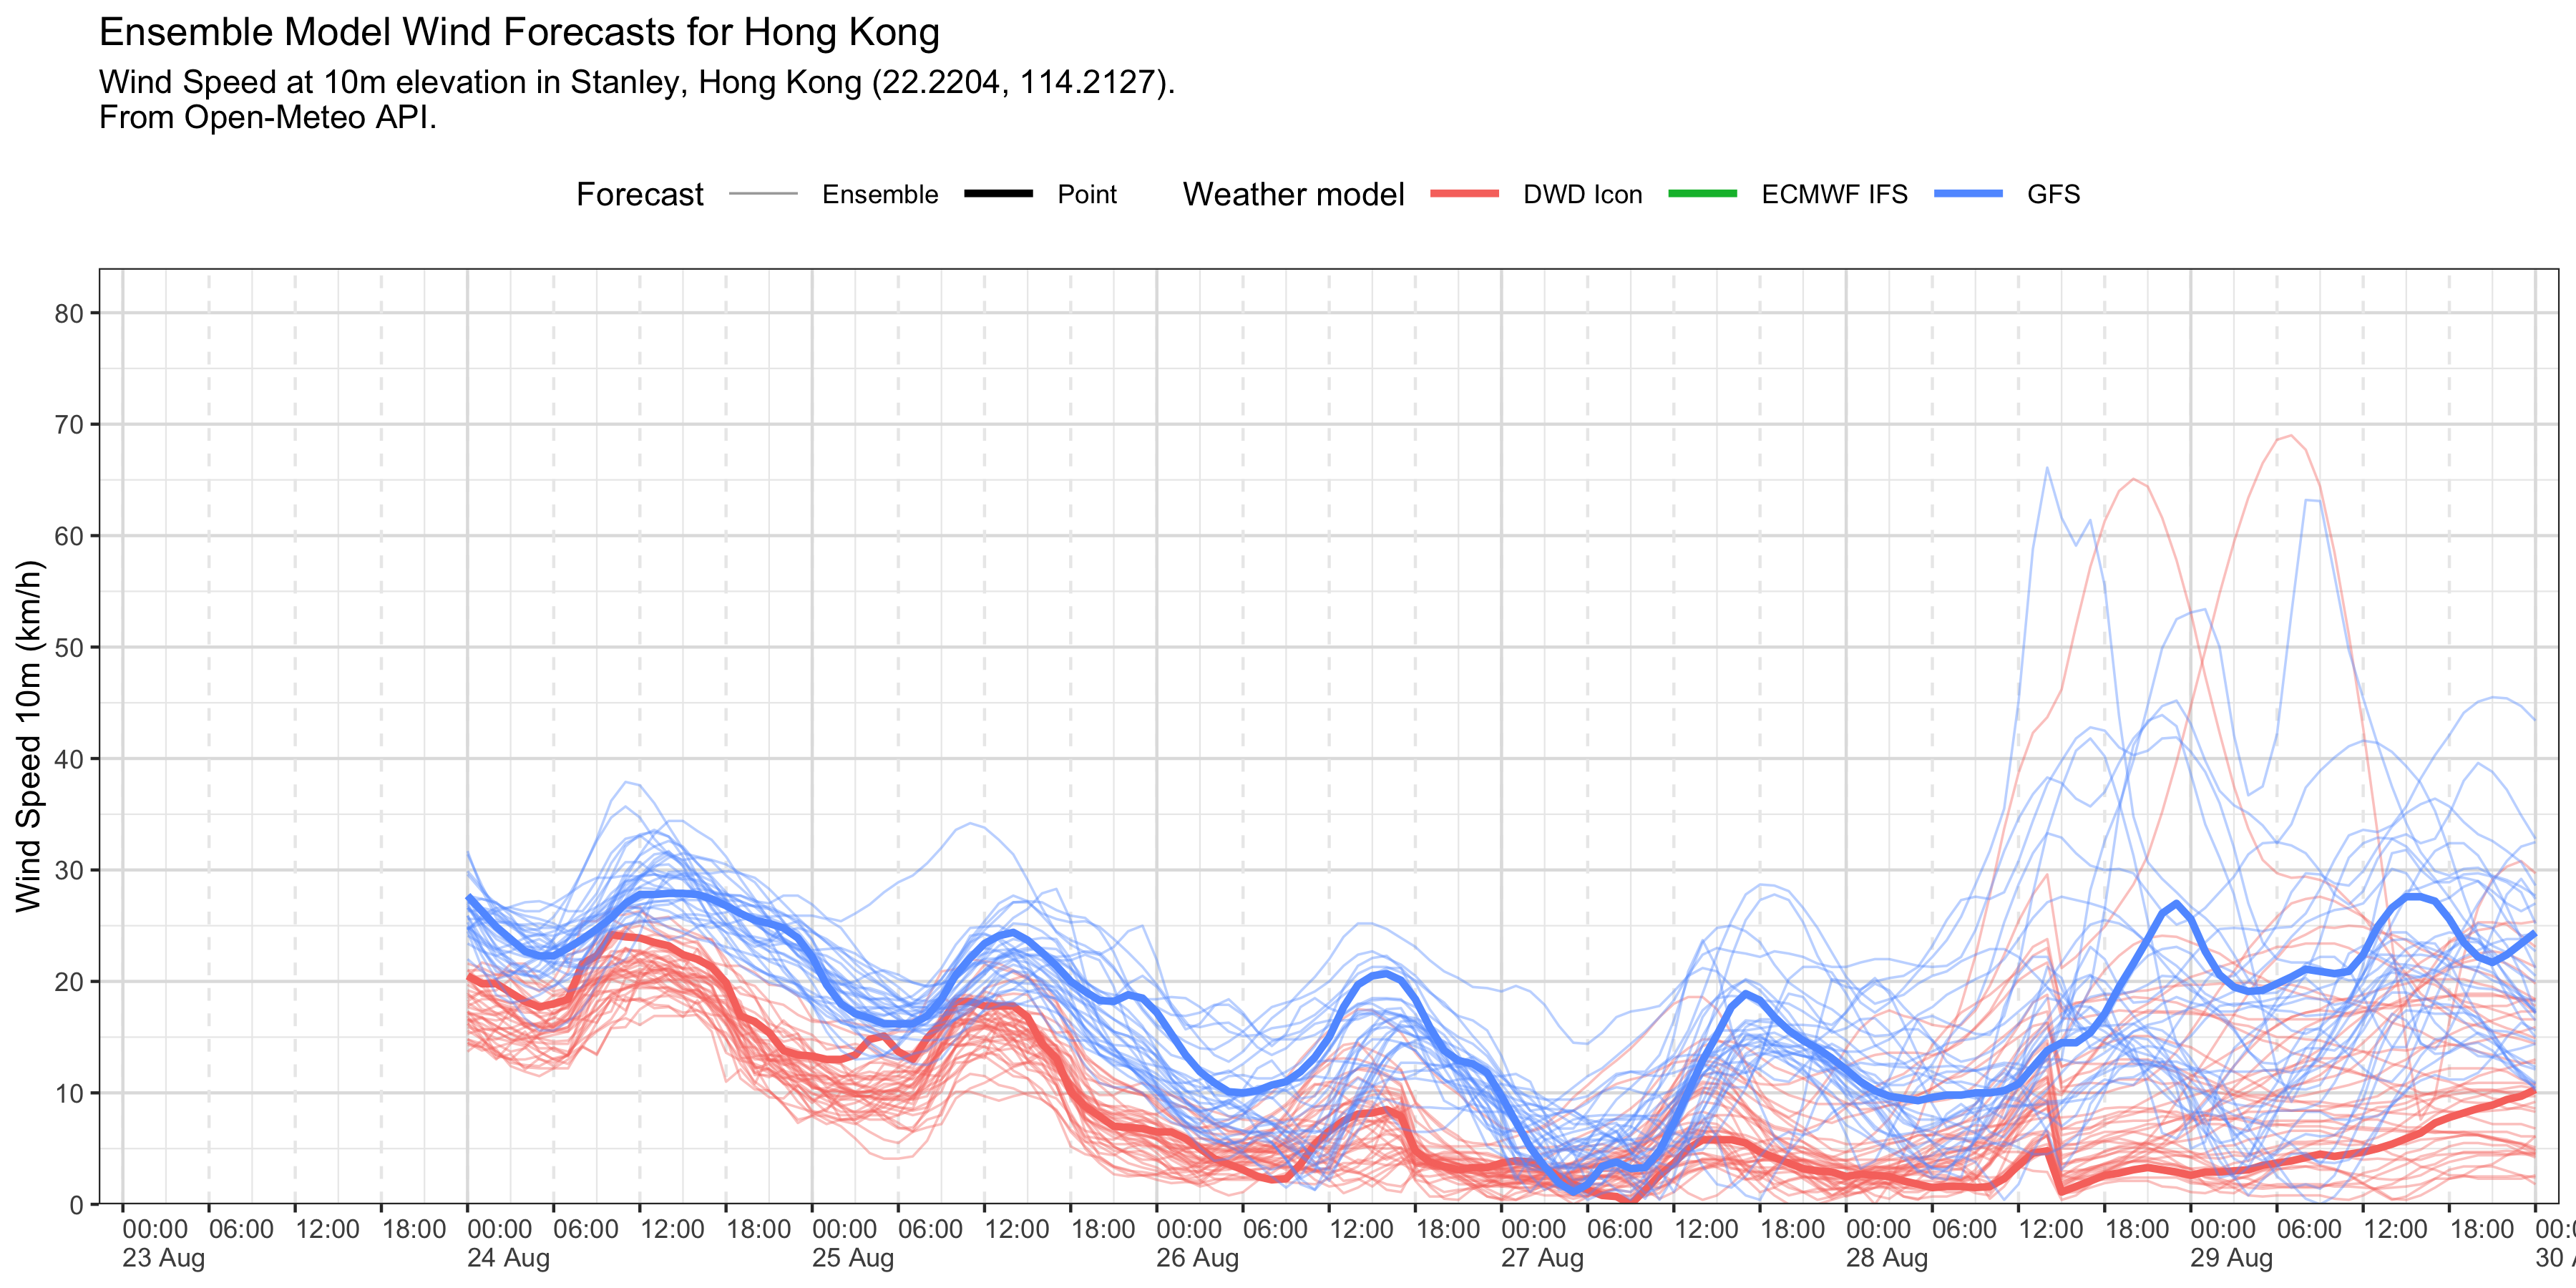 Ensemble Model Wind Forecasts for Hong Kong
Wind Speed at 10m elevation in Stanley, Hong Kong (22.2204, 114.2127).
From Open-Meteo API.
Forecast Ensemble Point Weather model DWD Icon ECMWF IFS GFS
Wind Speed 10m (km/h)
80
70
60
50
40
30
20
10
0
00:00 06:00 12:00 18:00 00:00 06:00 12:00 18:00 00:00 06:00 12:00 18:00 00:00 06:00 12:00 18:00 00:00 06:00 12:00 18:00 00:00 06:00 12:00 18:00 00:00 06:00 12:00 18:00
23 Aug 24 Aug 25 Aug 26 Aug 27 Aug 28 Aug 29 Aug 30